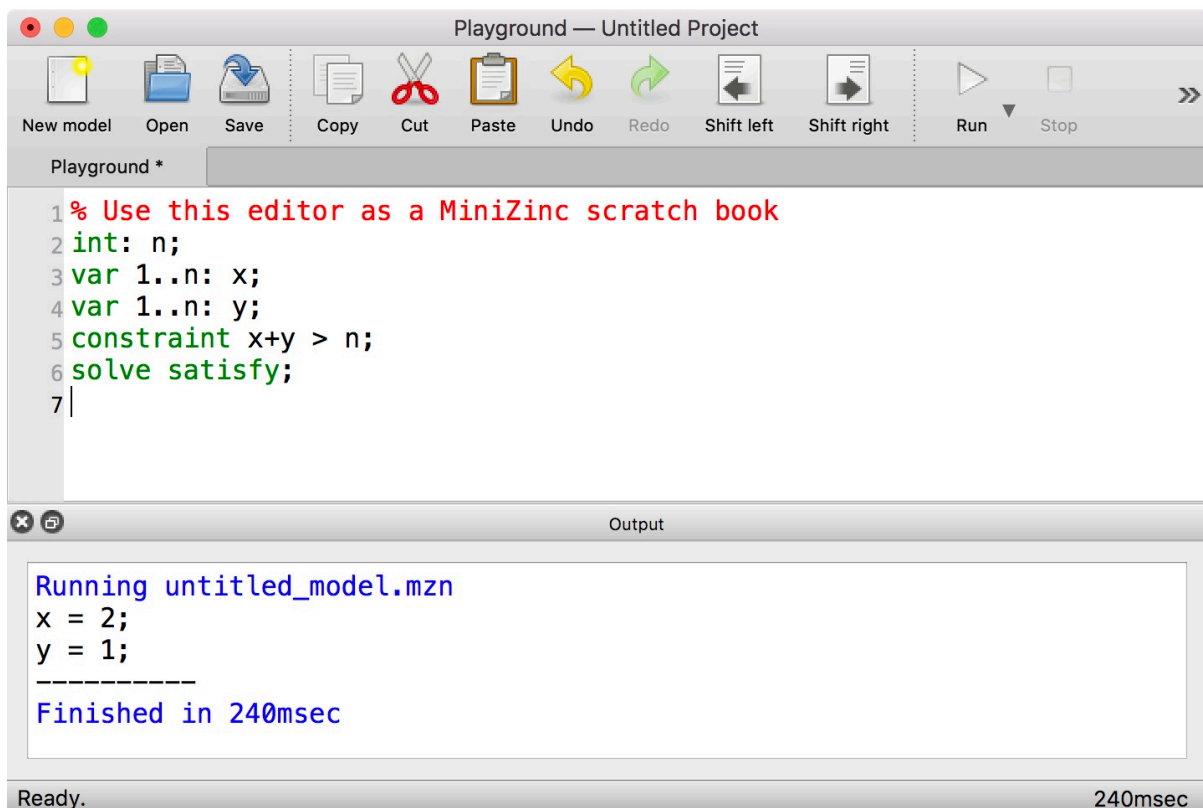 Playground — Untitled Project
New model Open Save Copy Cut Paste Undo Redo Shift left Shift right Run Stop
Playground *
1 % Use this editor as a MiniZinc scratch book
2 int: n;
3 var 1..n: x;
4 var 1..n: y;
5 constraint x+y > n;
6 solve satisfy;
7
Output
Running untitled_model.mzn
x = 2;
y = 1;
----------
Finished in 240msec
Ready. 240msec